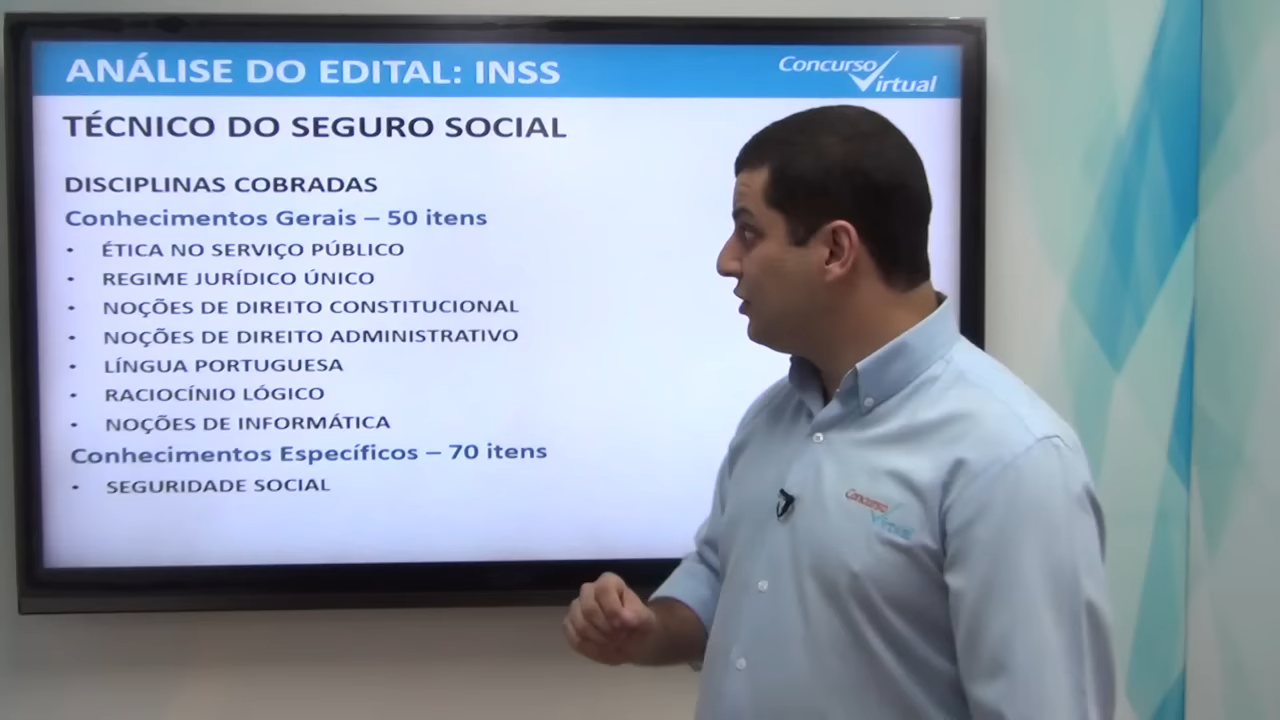 ANÁLISE DO EDITAL: INSS
Concurso Virtual
TÉCNICO DO SEGURO SOCIAL
DISCIPLINAS COBRADAS
Conhecimentos Gerais – 50 itens
• ÉTICA NO SERVIÇO PÚBLICO
• REGIME JURÍDICO ÚNICO
• NOÇÕES DE DIREITO CONSTITUCIONAL
• NOÇÕES DE DIREITO ADMINISTRATIVO
• LÍNGUA PORTUGUESA
• RACIOCÍNIO LÓGICO
• NOÇÕES DE INFORMÁTICA
Conhecimentos Específicos – 70 itens
• SEGURIDADE SOCIAL
Concurso
Virtual